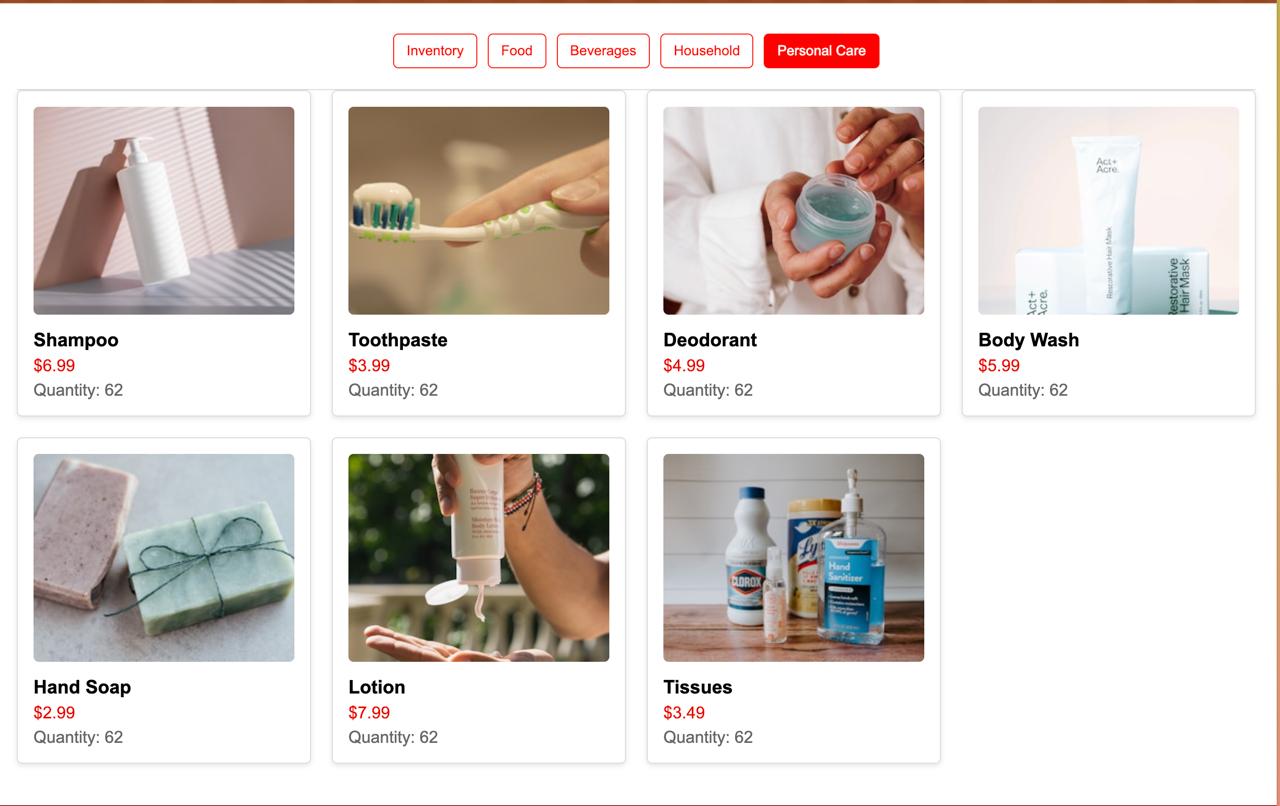 Inventory
Food
Beverages
Household
Personal Care
Act+
Acre.
Restorative Hair Mask
Act+
Acre.
Restorative
Hair Mask
Shampoo
Toothpaste
Deodorant
Body Wash
$6.99
$3.99
$4.99
$5.99
Quantity: 62
Quantity: 62
Quantity: 62
Quantity: 62
CLOROX
Hand
Sanitizer
Hand Soap
Lotion
Tissues
$2.99
$7.99
$3.49
Quantity: 62
Quantity: 62
Quantity: 62